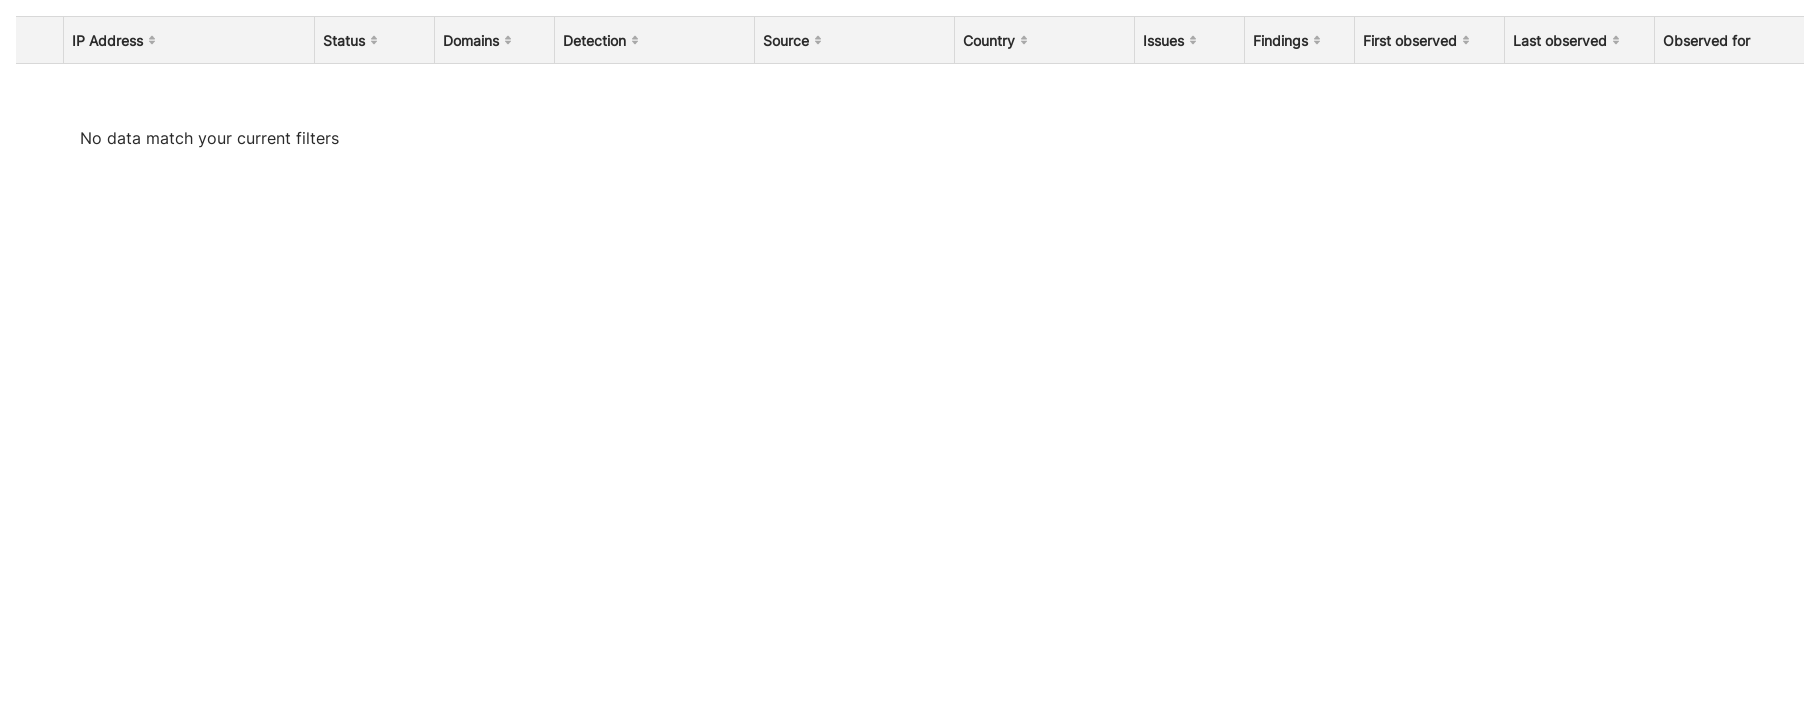 IP Address Status Domains Detection Source Country Issues Findings First observed Last observed Observed for
No data match your current filters